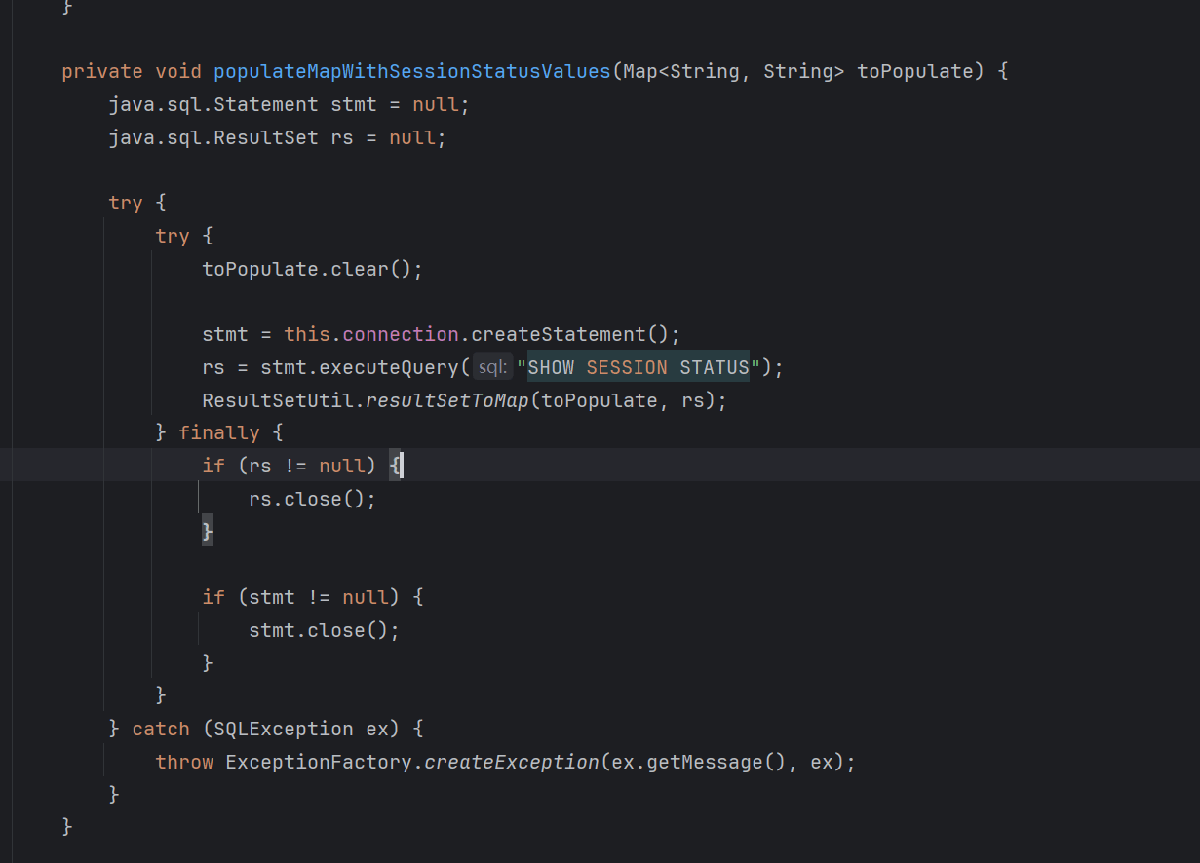 }
private void populateMapWithSessionStatusValues(Map<String, String> toPopulate) {
java.sql.Statement stmt = null;
java.sql.ResultSet rs = null;
try {
try {
toPopulate.clear();
stmt = this.connection.createStatement();
rs = stmt.executeQuery( sql: "SHOW SESSION STATUS");
ResultSetUtil.resultSetToMap(toPopulate, rs);
} finally {
if (rs != null) {
rs.close();
}
if (stmt != null) {
stmt.close();
}
}
} catch (SQLException ex) {
throw ExceptionFactory.createException(ex.getMessage(), ex);
}
}